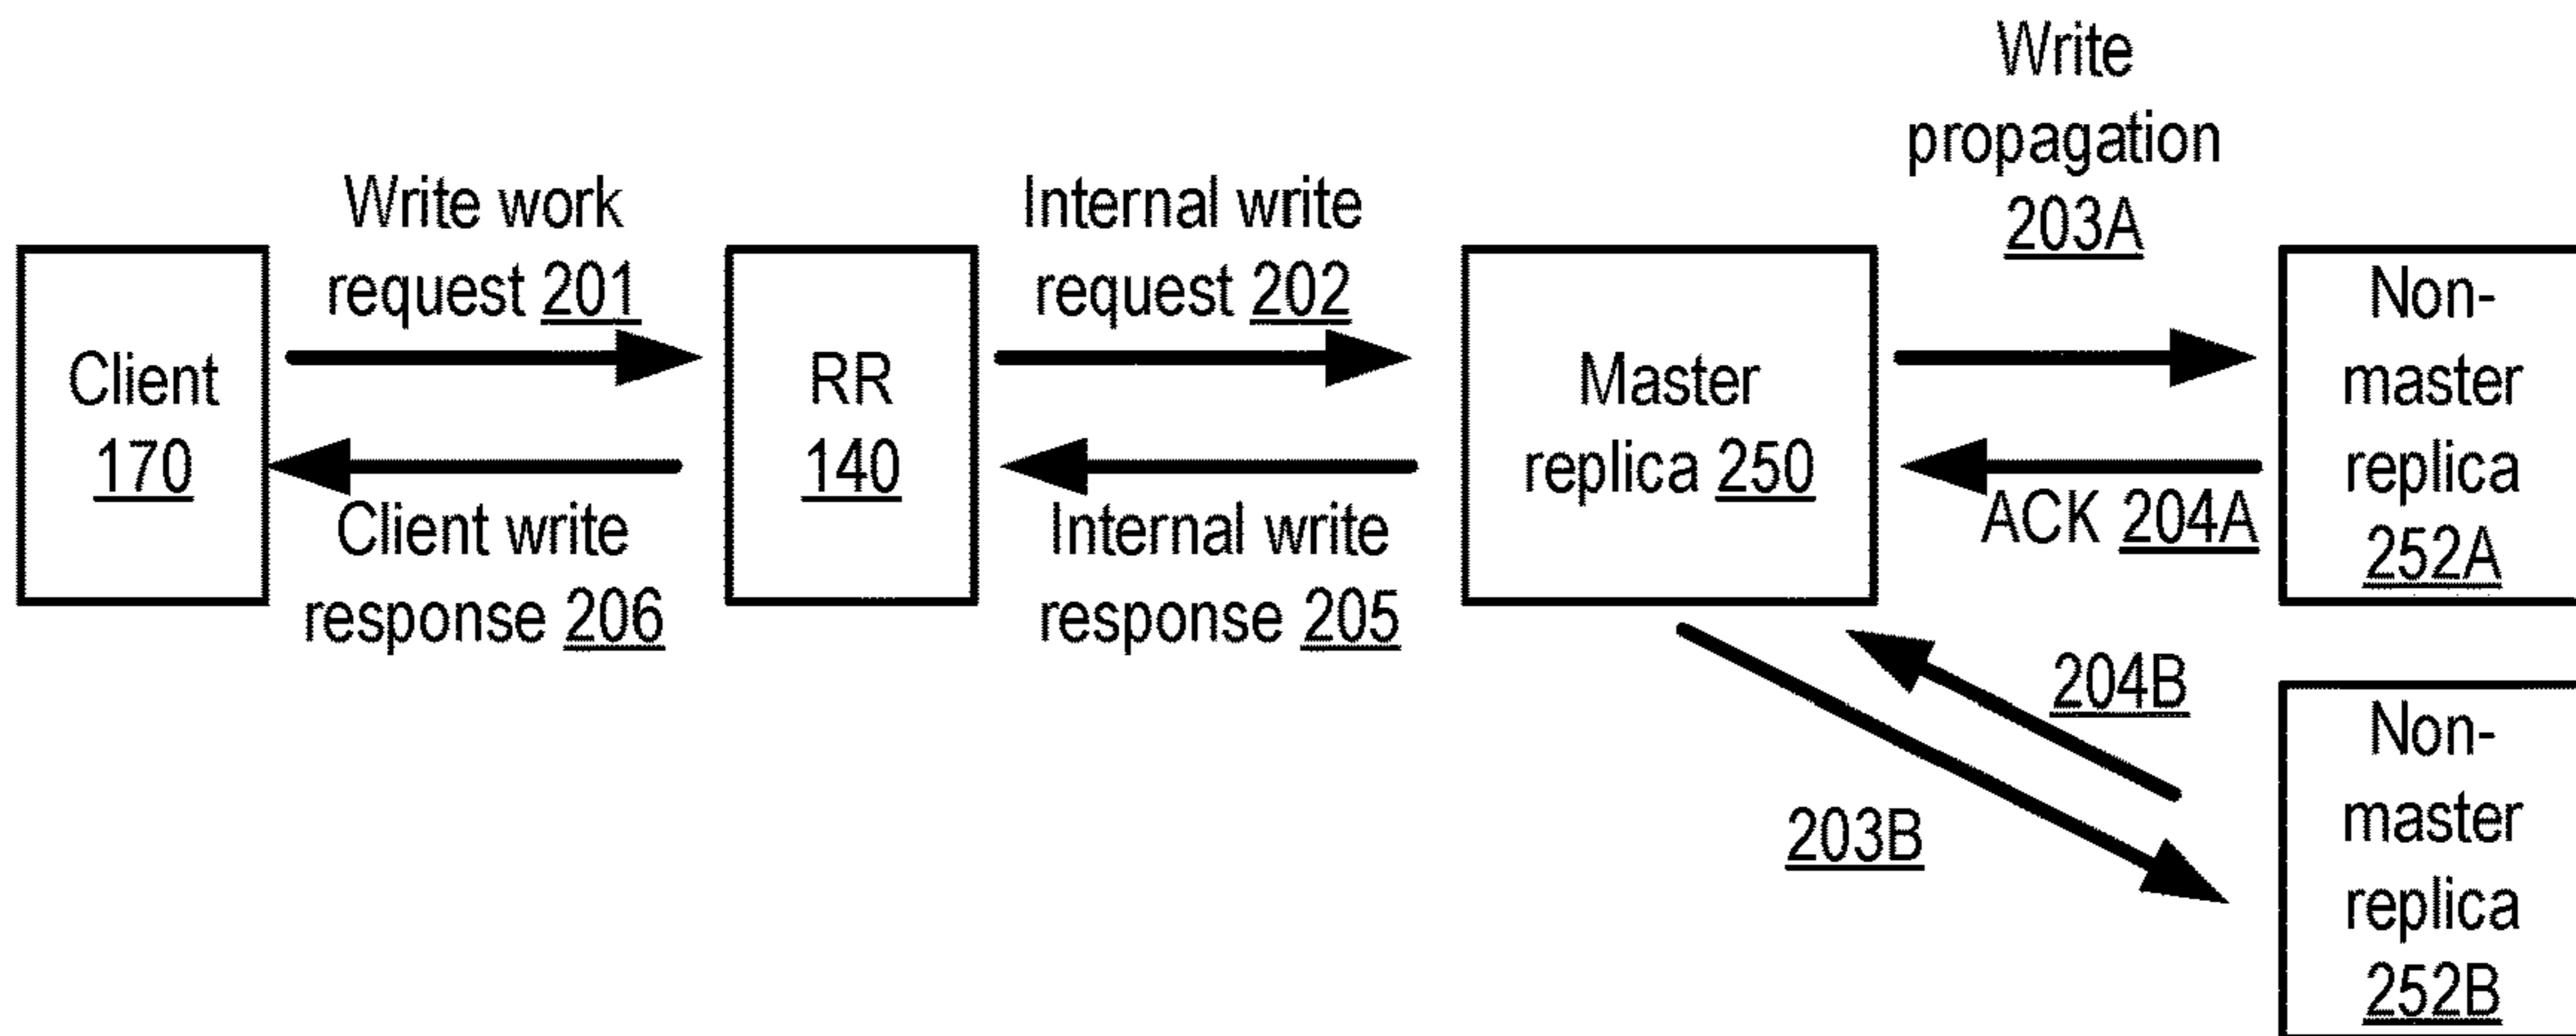 Write
propagation
203A
Write work
request 201
Internal write
request 202
Client
170
RR
140
Master
replica 250
Non-
master
replica
252A
Client write
response 206
Internal write
response 205
ACK 204A
204B
203B
Non-
master
replica
252B